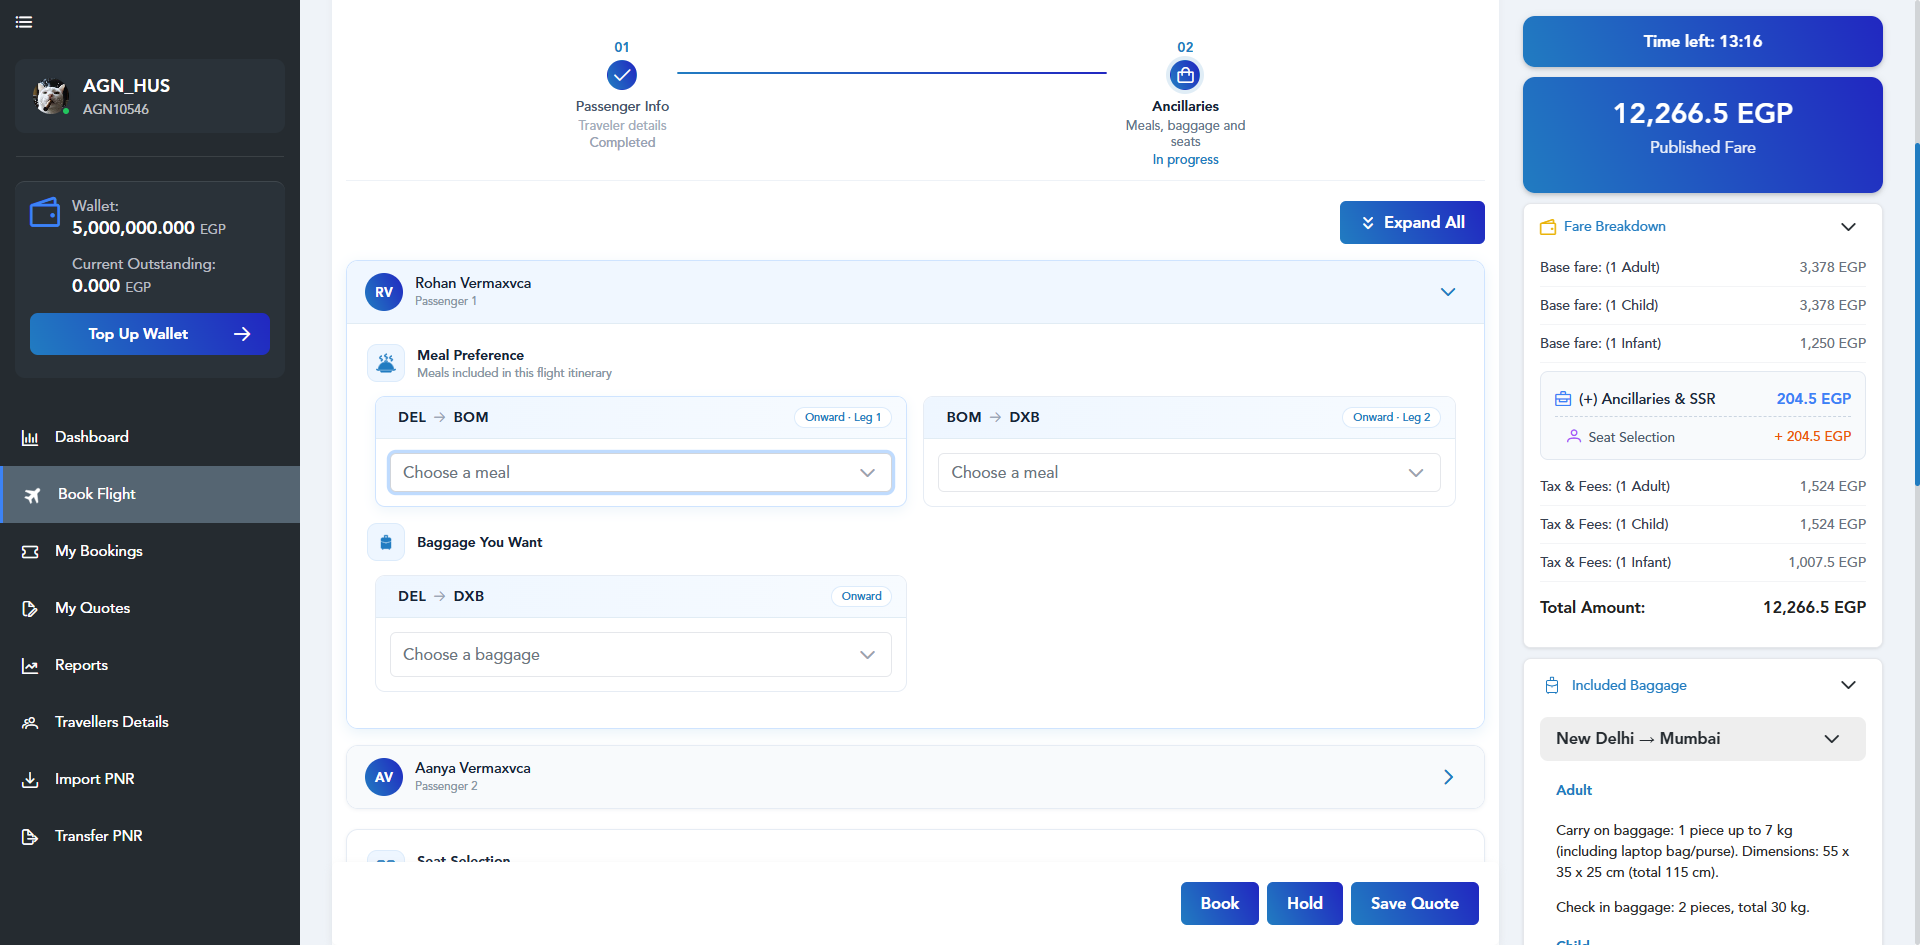 AGN_HUS
AGN10546
Wallet:
5,000,000.000 EGP
Current Outstanding:
0.000 EGP
Top Up Wallet
Dashboard
Book Flight
My Bookings
My Quotes
Reports
Travellers Details
Import PNR
Transfer PNR
01
Passenger Info
Traveler details
Completed
02
Ancillaries
Meals, baggage and
seats
In progress
Expand All
RV
Rohan Vermaxvca
Passenger 1
Meal Preference
Meals included in this flight itinerary
DEL → BOM
Onward · Leg 1
Choose a meal
BOM → DXB
Onward · Leg 2
Choose a meal
Baggage You Want
DEL → DXB
Onward
Choose a baggage
AV
Aanya Vermaxvca
Passenger 2
Seat Selection
Book
Hold
Save Quote
Time left: 13:16
12,266.5 EGP
Published Fare
Fare Breakdown
Base fare: (1 Adult) 3,378 EGP
Base fare: (1 Child) 3,378 EGP
Base fare: (1 Infant) 1,250 EGP
(+) Ancillaries & SSR 204.5 EGP
Seat Selection + 204.5 EGP
Tax & Fees: (1 Adult) 1,524 EGP
Tax & Fees: (1 Child) 1,524 EGP
Tax & Fees: (1 Infant) 1,007.5 EGP
Total Amount: 12,266.5 EGP
Included Baggage
New Delhi → Mumbai
Adult
Carry on baggage: 1 piece up to 7 kg
(including laptop bag/purse). Dimensions: 55 x
35 x 25 cm (total 115 cm).
Check in baggage: 2 pieces, total 30 kg.
Child